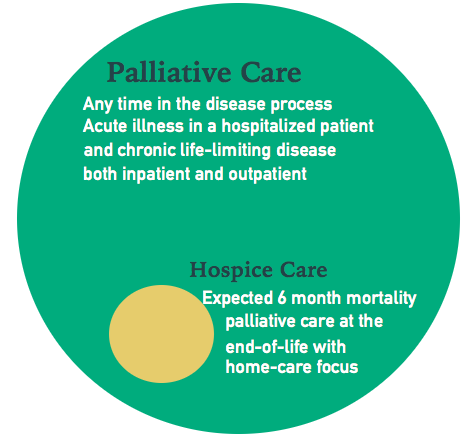 Palliative Care
Any time in the disease process
Acute illness in a hospitalized patient
and chronic life-limiting disease
both inpatient and outpatient
Hospice Care
Expected 6 month mortality
palliative care at the
end-of-life with
home-care focus